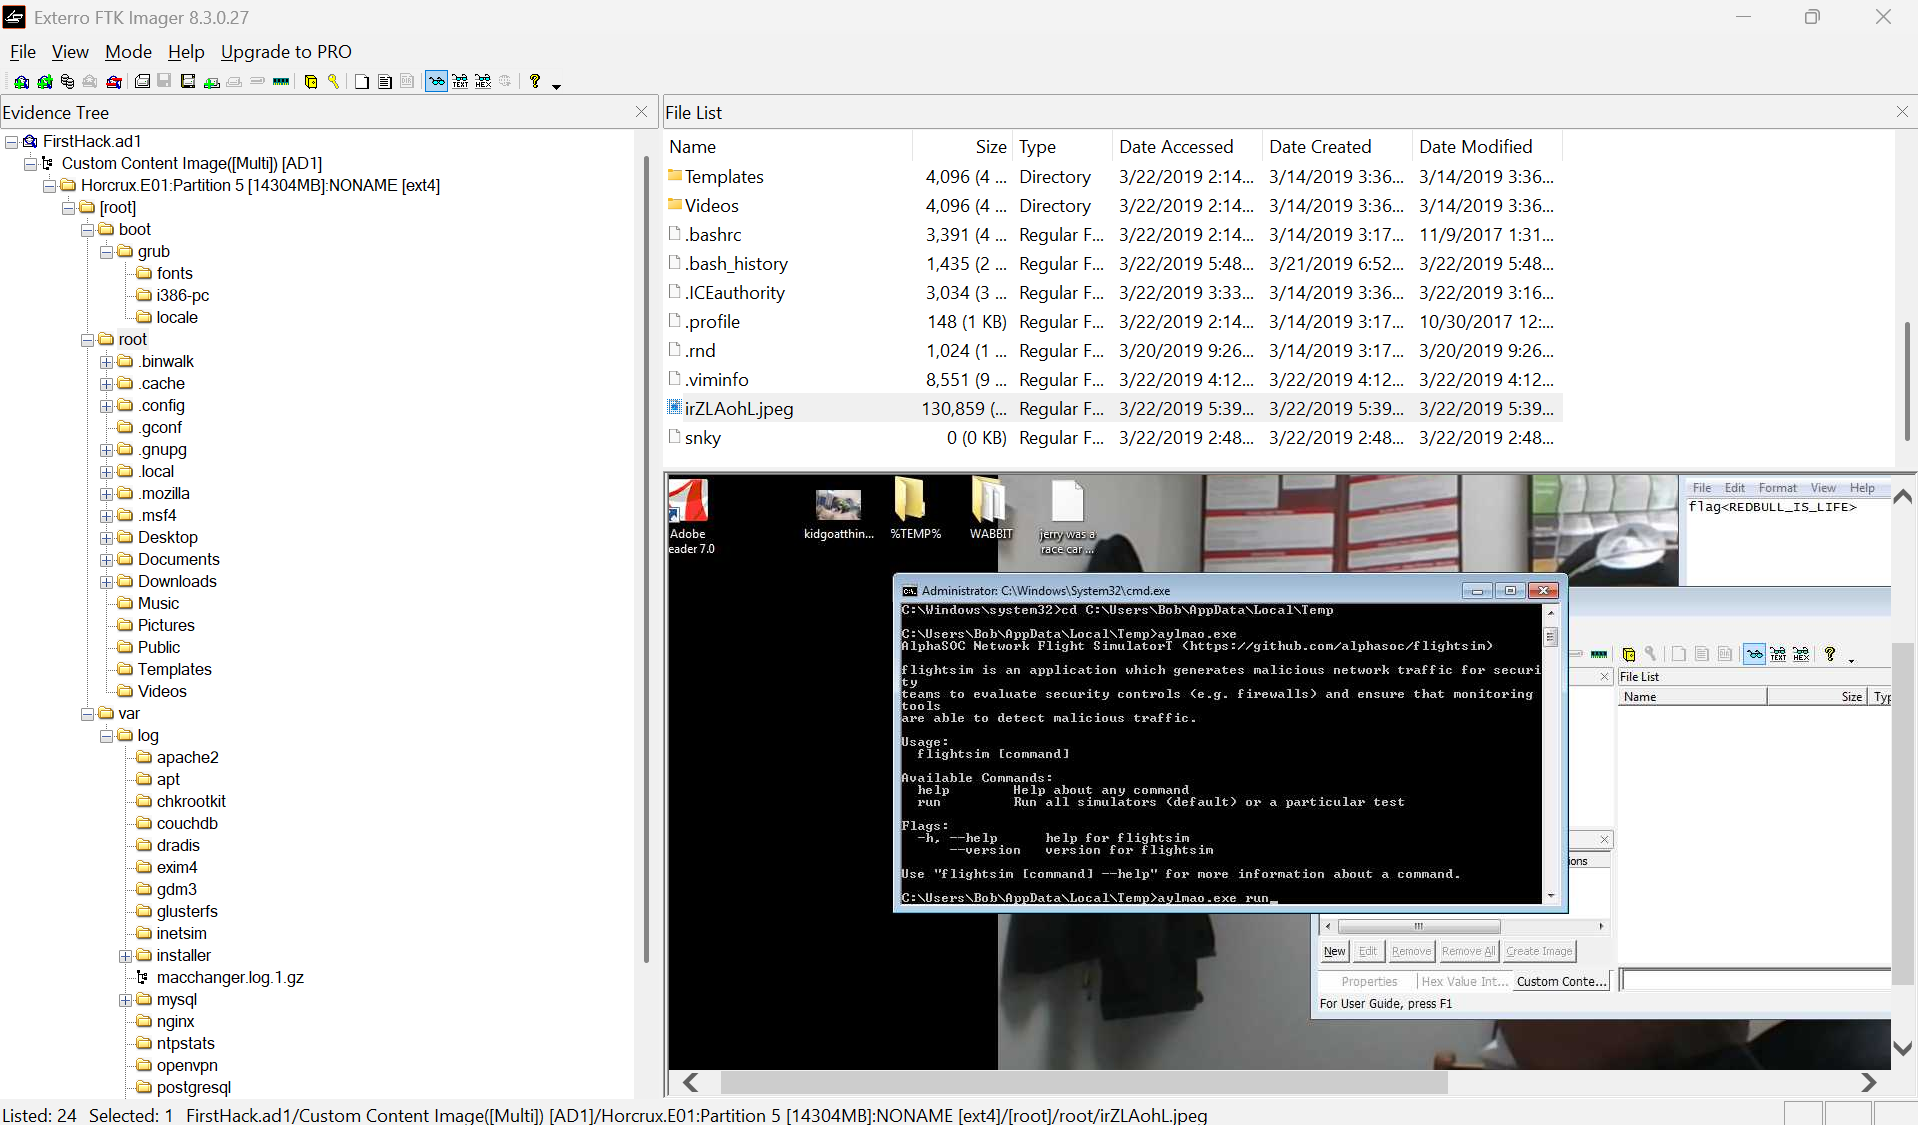 Exterro FTK Imager 8.3.0.27
File View Mode Help Upgrade to PRO
Evidence Tree
FirstHack.ad1
Custom Content Image([Multi]) [AD1]
Horcrux.E01:Partition 5 [14304MB]:NONAME [ext4]
[root]
boot
grub
fonts
i386-pc
locale
root
.binwalk
.cache
.config
.gconf
.gnupg
.local
.mozilla
.msf4
Desktop
Documents
Downloads
Music
Pictures
Public
Templates
Videos
var
log
apache2
apt
chkrootkit
couchdb
dradis
exim4
gdm3
glusterfs
inetsim
installer
macchanger.log.1.gz
mysql
nginx
ntpstats
openvpn
postgresql
File List
Name Size Type Date Accessed Date Created Date Modified
Templates 4,096 (4 ... Directory 3/22/2019 2:14... 3/14/2019 3:36... 3/14/2019 3:36...
Videos 4,096 (4 ... Directory 3/22/2019 2:14... 3/14/2019 3:36... 3/14/2019 3:36...
.bashrc 3,391 (4 ... Regular F... 3/22/2019 2:14... 3/14/2019 3:17... 11/9/2017 1:31...
.bash_history 1,435 (2 ... Regular F... 3/22/2019 5:48... 3/21/2019 6:52... 3/22/2019 5:48...
.ICEauthority 3,034 (3 ... Regular F... 3/22/2019 3:33... 3/14/2019 3:36... 3/22/2019 3:16...
.profile 148 (1 KB) Regular F... 3/22/2019 2:14... 3/14/2019 3:17... 10/30/2017 12:...
.rnd 1,024 (1 ... Regular F... 3/20/2019 9:26... 3/14/2019 3:17... 3/20/2019 9:26...
.viminfo 8,551 (9 ... Regular F... 3/22/2019 4:12... 3/22/2019 4:12... 3/22/2019 4:12...
irZLAohL.jpeg 130,859 (... Regular F... 3/22/2019 5:39... 3/22/2019 5:39... 3/22/2019 5:39...
snky 0 (0 KB) Regular F... 3/22/2019 2:48... 3/22/2019 2:48... 3/22/2019 2:48...
Adobe
eader 7.0
kidgoatthin...
%TEMP%
WABBIT
jerry was a
race car ...
File Edit Format View Help
flag<REDBULL_IS_LIFE>
Administrator: C:\Windows\System32\cmd.exe
C:\Windows\system32>cd C:\Users\Bob\AppData\Local\Temp
C:\Users\Bob\AppData\Local\Temp>aylmao.exe
AlphaSOC Network Flight SimulatorT (https://github.com/alphasoc/flightsim)
flightsim is an application which generates malicious network traffic for securi
ty
teams to evaluate security controls (e.g. firewalls) and ensure that monitoring
tools
are able to detect malicious traffic.
Usage:
flightsim [command]
Available Commands:
help Help about any command
run Run all simulators (default) or a particular test
Flags:
-h, --help help for flightsim
--version version for flightsim
Use "flightsim [command] --help" for more information about a command.
C:\Users\Bob\AppData\Local\Temp>aylmao.exe run_
File List
Name Size Typ
ions
New Edit Remove Remove All Create Image
Properties Hex Value Int... Custom Conte...
For User Guide, press F1
Listed: 24 Selected: 1 FirstHack.ad1/Custom Content Image([Multi]) [AD1]/Horcrux.E01:Partition 5 [14304MB]:NONAME [ext4]/[root]/root/irZLAohL.jpeg